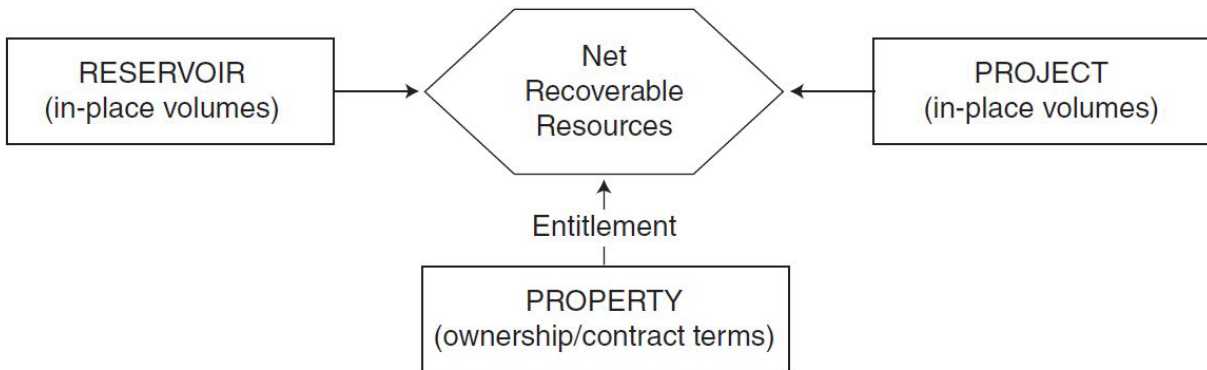 RESERVOIR
(in-place volumes)
Net
Recoverable
Resources
PROJECT
(in-place volumes)
Entitlement
PROPERTY
(ownership/contract terms)